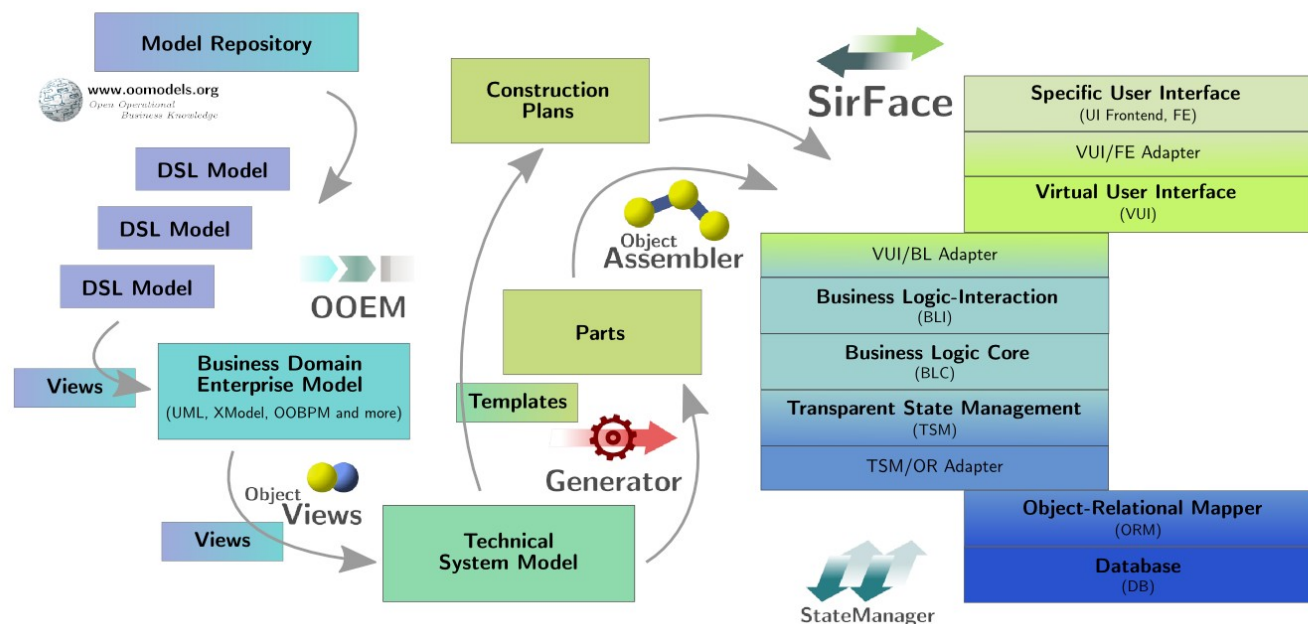 Model Repository
www.oomodels.org
Open Operational
Business Knowledge
DSL Model
DSL Model
DSL Model
OOEM
Views
Business Domain
Enterprise Model
(UML, XModel, OOBPM and more)
Object
Views
Views
Technical
System Model
Construction
Plans
Object
Assembler
Parts
Templates
Generator
SirFace
Specific User Interface
(UI Frontend, FE)
VUI/FE Adapter
Virtual User Interface
(VUI)
VUI/BL Adapter
Business Logic-Interaction
(BLI)
Business Logic Core
(BLC)
Transparent State Management
(TSM)
TSM/OR Adapter
Object-Relational Mapper
(ORM)
Database
(DB)
StateManager